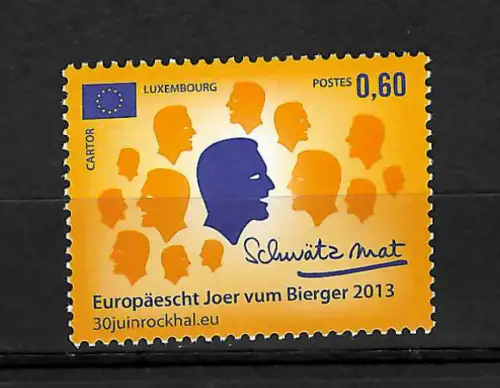 LUXEMBOURG
POSTES 0,60
CARTOR
Schwätz mat
Europäescht Joer vum Bierger 2013
30juinrockhal.eu